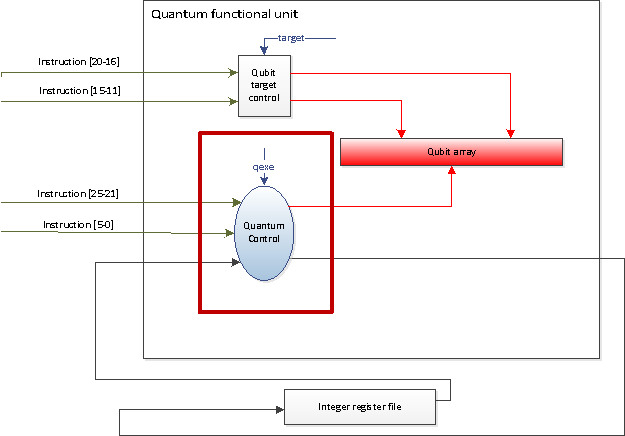 Quantum functional unit
target
Instruction [20-16]
Qubit
target
control
Instruction [15-11]
Qubit array
qexe
Instruction [25-21]
Instruction [5-0]
Quantum
Control
Integer register file